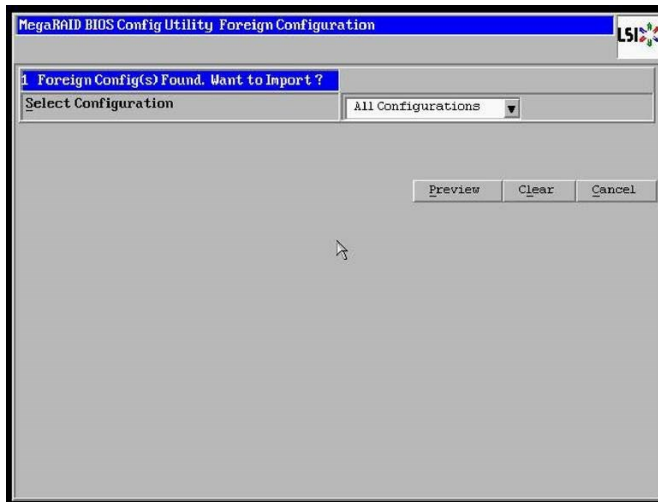 MegaRAID BIOS Config Utility Foreign Configuration
LSI
1 Foreign Config(s) Found. Want to Import ?
Select Configuration
All Configurations
Preview Clear Cancel